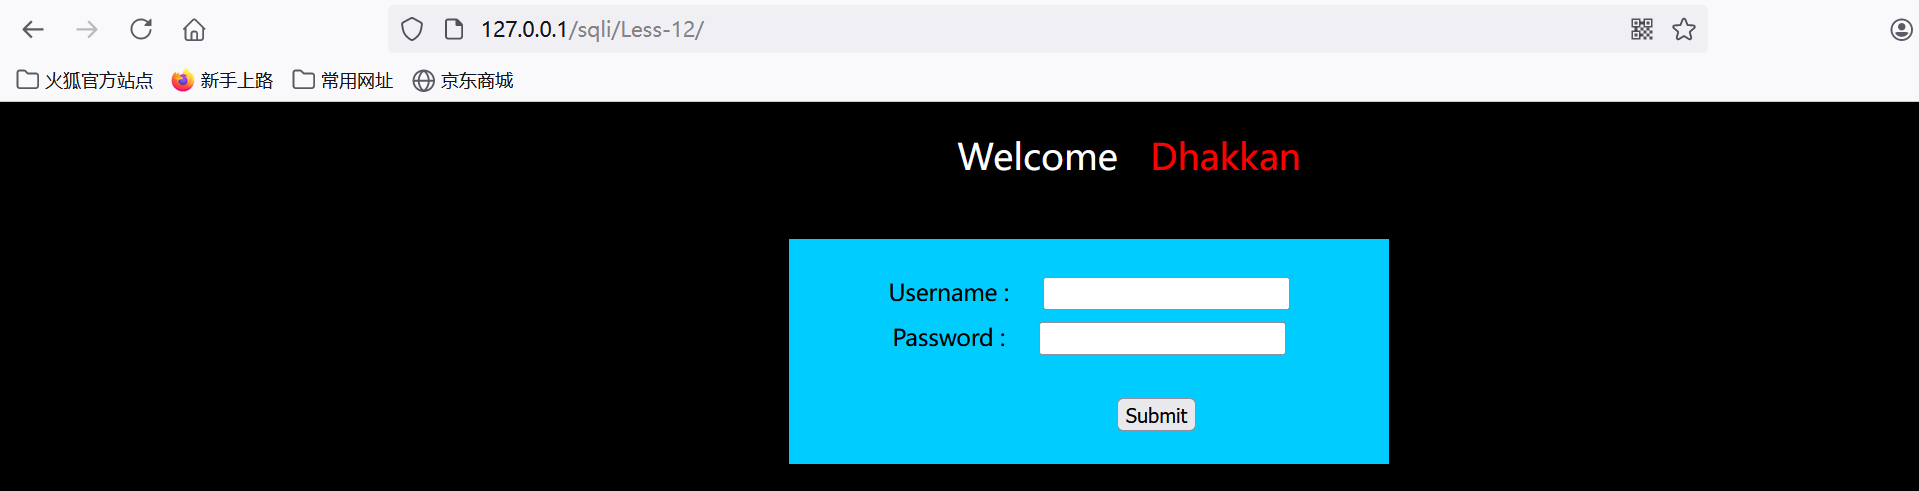 127.0.0.1/sqli/Less-12/
火狐官方站点 新手上路 常用网址 京东商城
Welcome Dhakkan
Username :
Password :
Submit